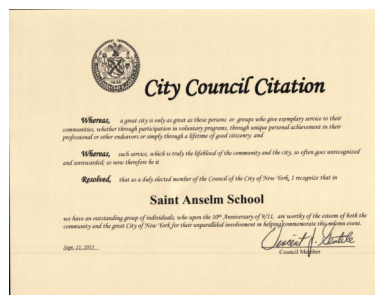 City Council Citation
Whereas, a great city is only as great as those persons or groups who give exemplary service to their
communities, whether through participation in voluntary programs, through unique personal achievement in their
professional or other endeavors or simply through a lifetime of good citizenry: and
Whereas, such service, which is truly the lifeblood of the community and the city, so often goes unrecognized
and unrewarded, so now therefore be it
Resolved, that as a duly elected member of the Council of the City of New York, I recognize that in
Saint Anselm School
we have an outstanding group of individuals, who upon the 10th Anniversary of 9/11, are worthy of the esteem of both the
community and the great City of New York for their unparalleled involvement in helping commemorate this solemn event.
Vincent J. Gentile
Sept. 21, 2011
Council Member